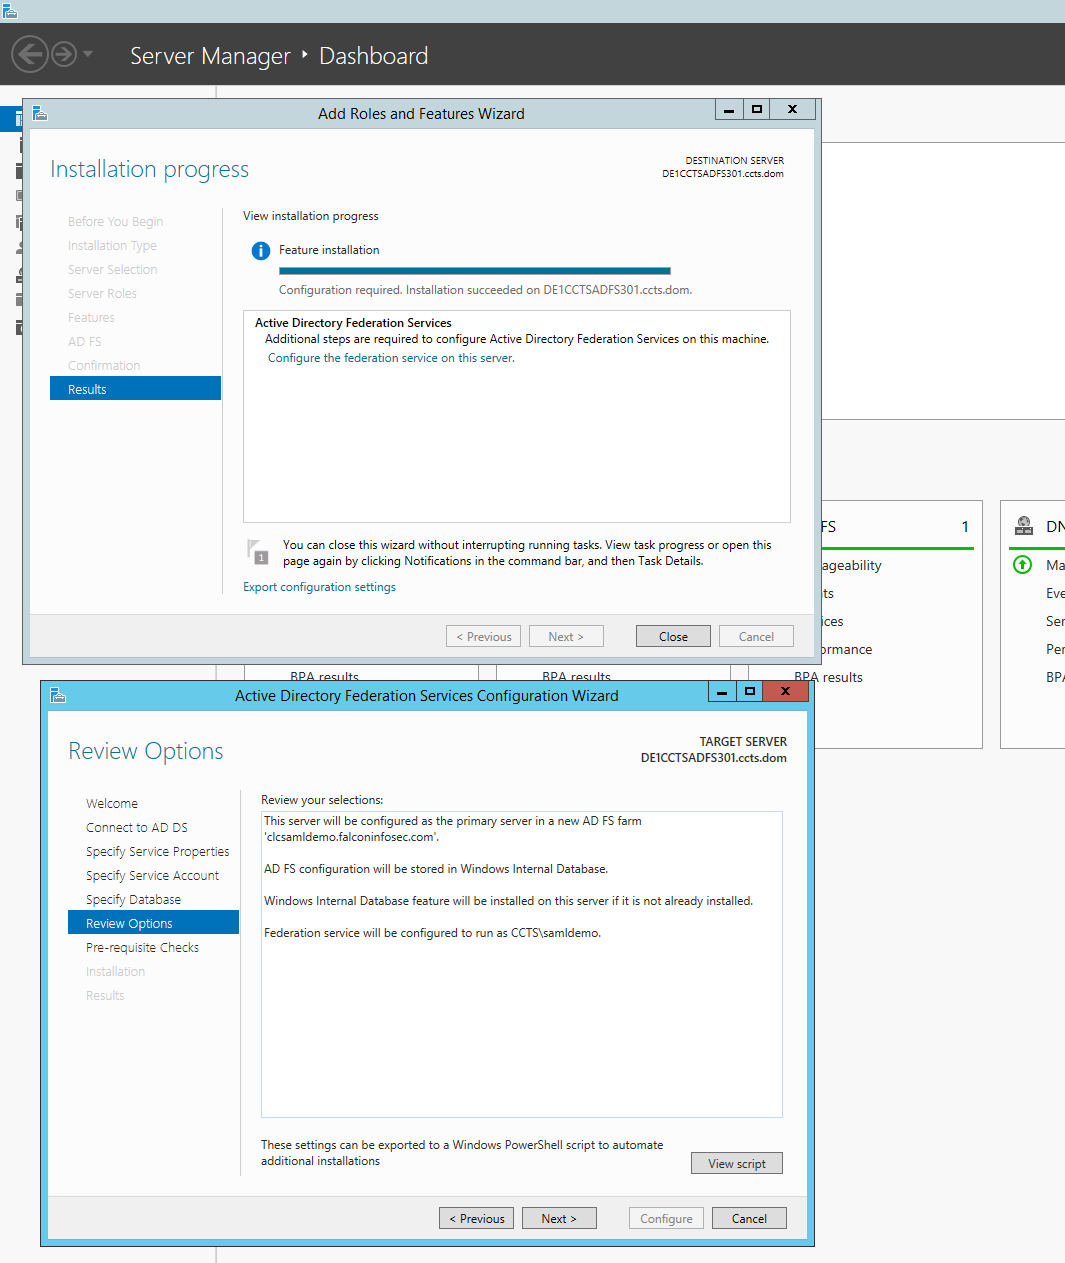 Server Manager ‣ Dashboard
Add Roles and Features Wizard
Installation progress
DESTINATION SERVER
DE1CCTSADFS301.ccts.dom
Before You Begin
Installation Type
Server Selection
Server Roles
Features
AD FS
Confirmation
Results
View installation progress
Feature installation
Configuration required. Installation succeeded on DE1CCTSADFS301.ccts.dom.
Active Directory Federation Services
Additional steps are required to configure Active Directory Federation Services on this machine.
Configure the federation service on this server.
1
You can close this wizard without interrupting running tasks. View task progress or open this
page again by clicking Notifications in the command bar, and then Task Details.
Export configuration settings
< Previous
Next >
Close
Cancel
FS 1
ageability
ts
ices
ormance
BPA results
BPA results
BPA results
DN
Ma
Eve
Ser
Per
BPA
Active Directory Federation Services Configuration Wizard
Review Options
TARGET SERVER
DE1CCTSADFS301.ccts.dom
Welcome
Connect to AD DS
Specify Service Properties
Specify Service Account
Specify Database
Review Options
Pre-requisite Checks
Installation
Results
Review your selections:
This server will be configured as the primary server in a new AD FS farm
'clcsamldemo.falconinfosec.com'.
AD FS configuration will be stored in Windows Internal Database.
Windows Internal Database feature will be installed on this server if it is not already installed.
Federation service will be configured to run as CCTS\samldemo.
These settings can be exported to a Windows PowerShell script to automate
additional installations
View script
< Previous
Next >
Configure
Cancel